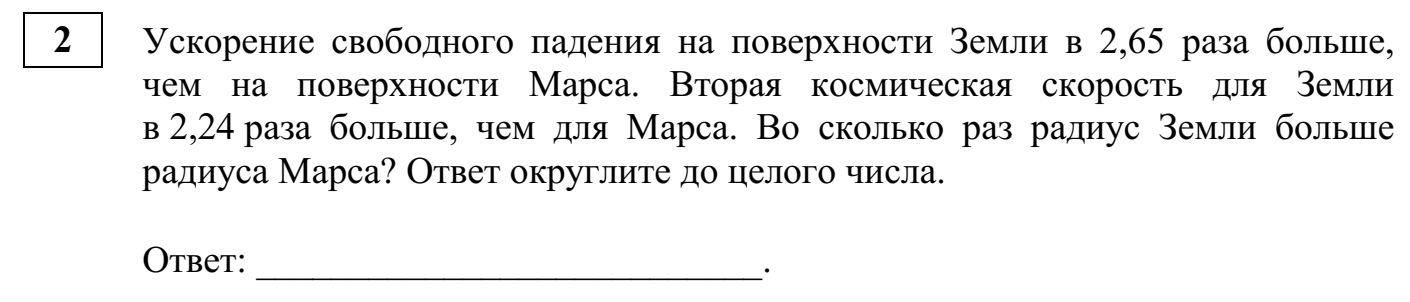 2 Ускорение свободного падения на поверхности Земли в 2,65 раза больше,
чем на поверхности Марса. Вторая космическая скорость для Земли
в 2,24 раза больше, чем для Марса. Во сколько раз радиус Земли больше
радиуса Марса? Ответ округлите до целого числа.
Ответ: ___________________________.